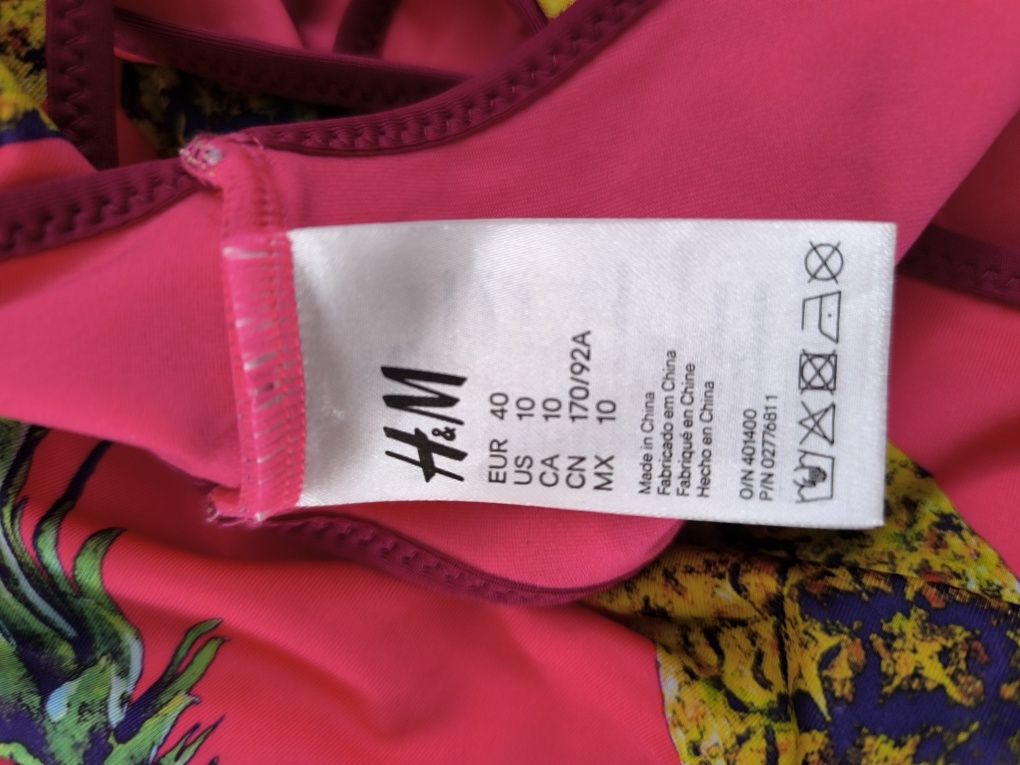 H&M
EUR 40
US 10
CA 10
CN 170/92A
MX 10
Made in China
Fabricado em China
Fabriqué en Chine
Hecho en China
O/N 401400
P/N 02776811